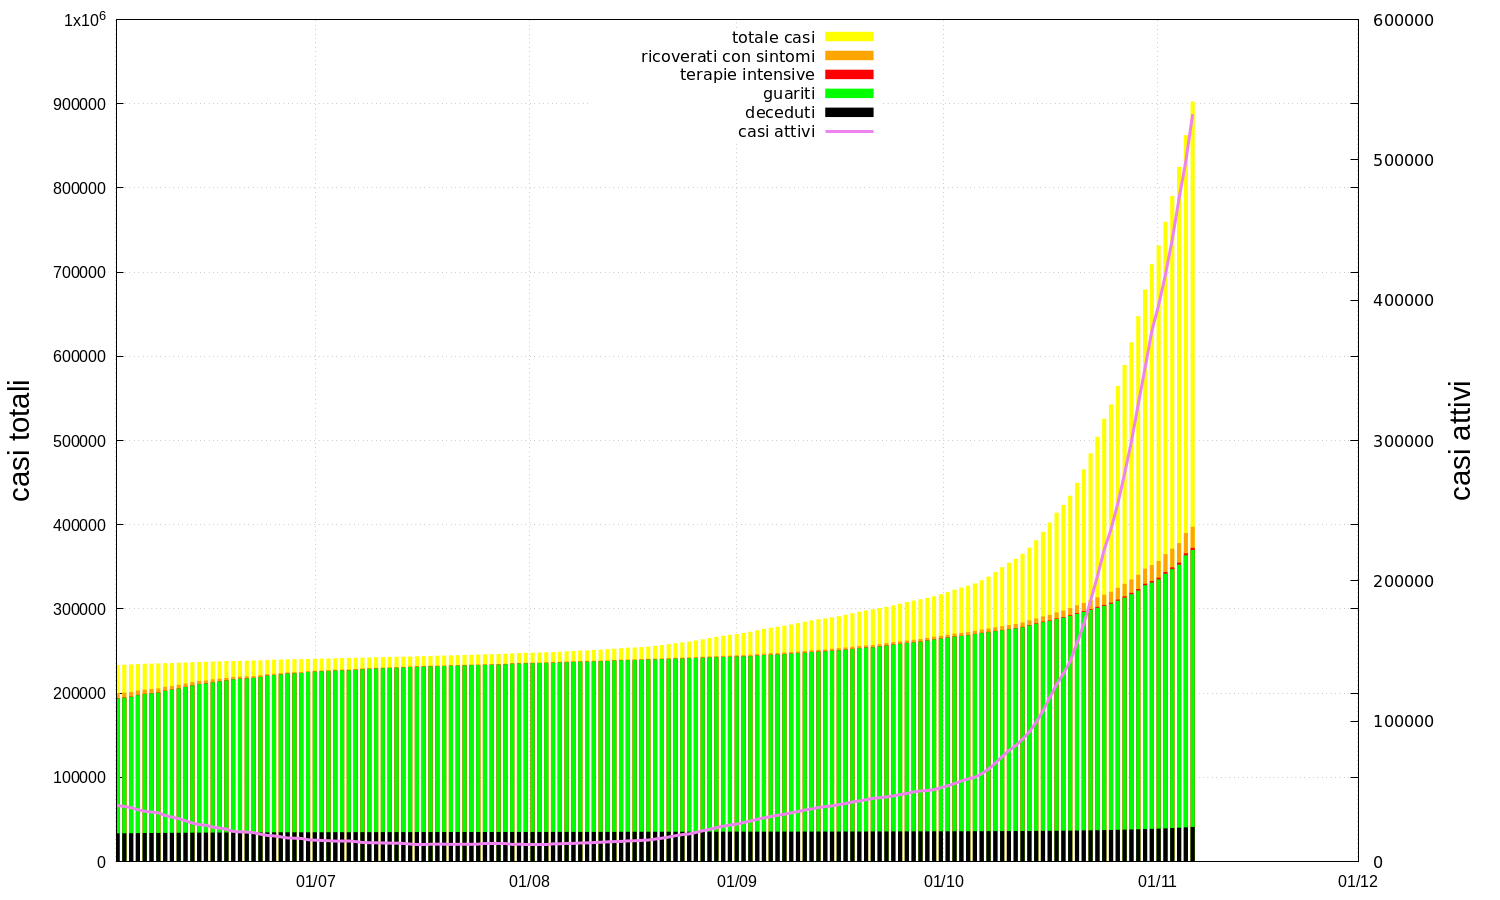 1x10⁶
900000
800000
700000
600000
500000
400000
300000
200000
100000
0
casi totali
totale casi
ricoverati con sintomi
terapie intensive
guariti
deceduti
casi attivi
600000
500000
400000
300000
200000
100000
0
casi attivi
01/07 01/08 01/09 01/10 01/11 01/12